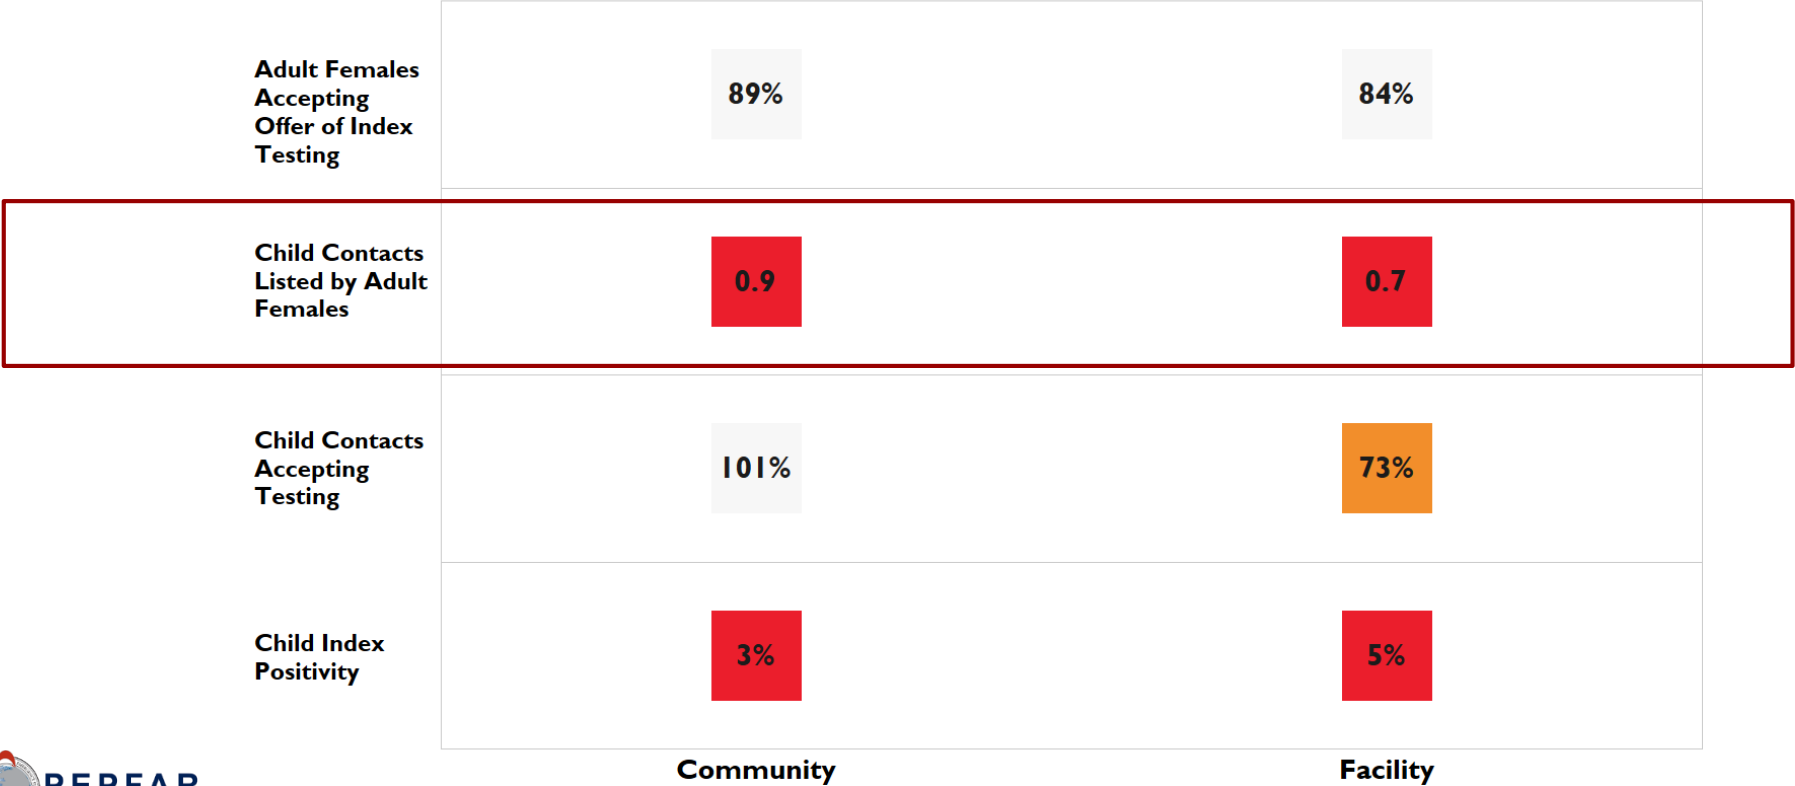 Adult Females
Accepting
Offer of Index
Testing
89%
84%
Child Contacts
Listed by Adult
Females
0.9
0.7
Child Contacts
Accepting
Testing
101%
73%
Child Index
Positivity
3%
5%
Community
Facility
PEPFAR